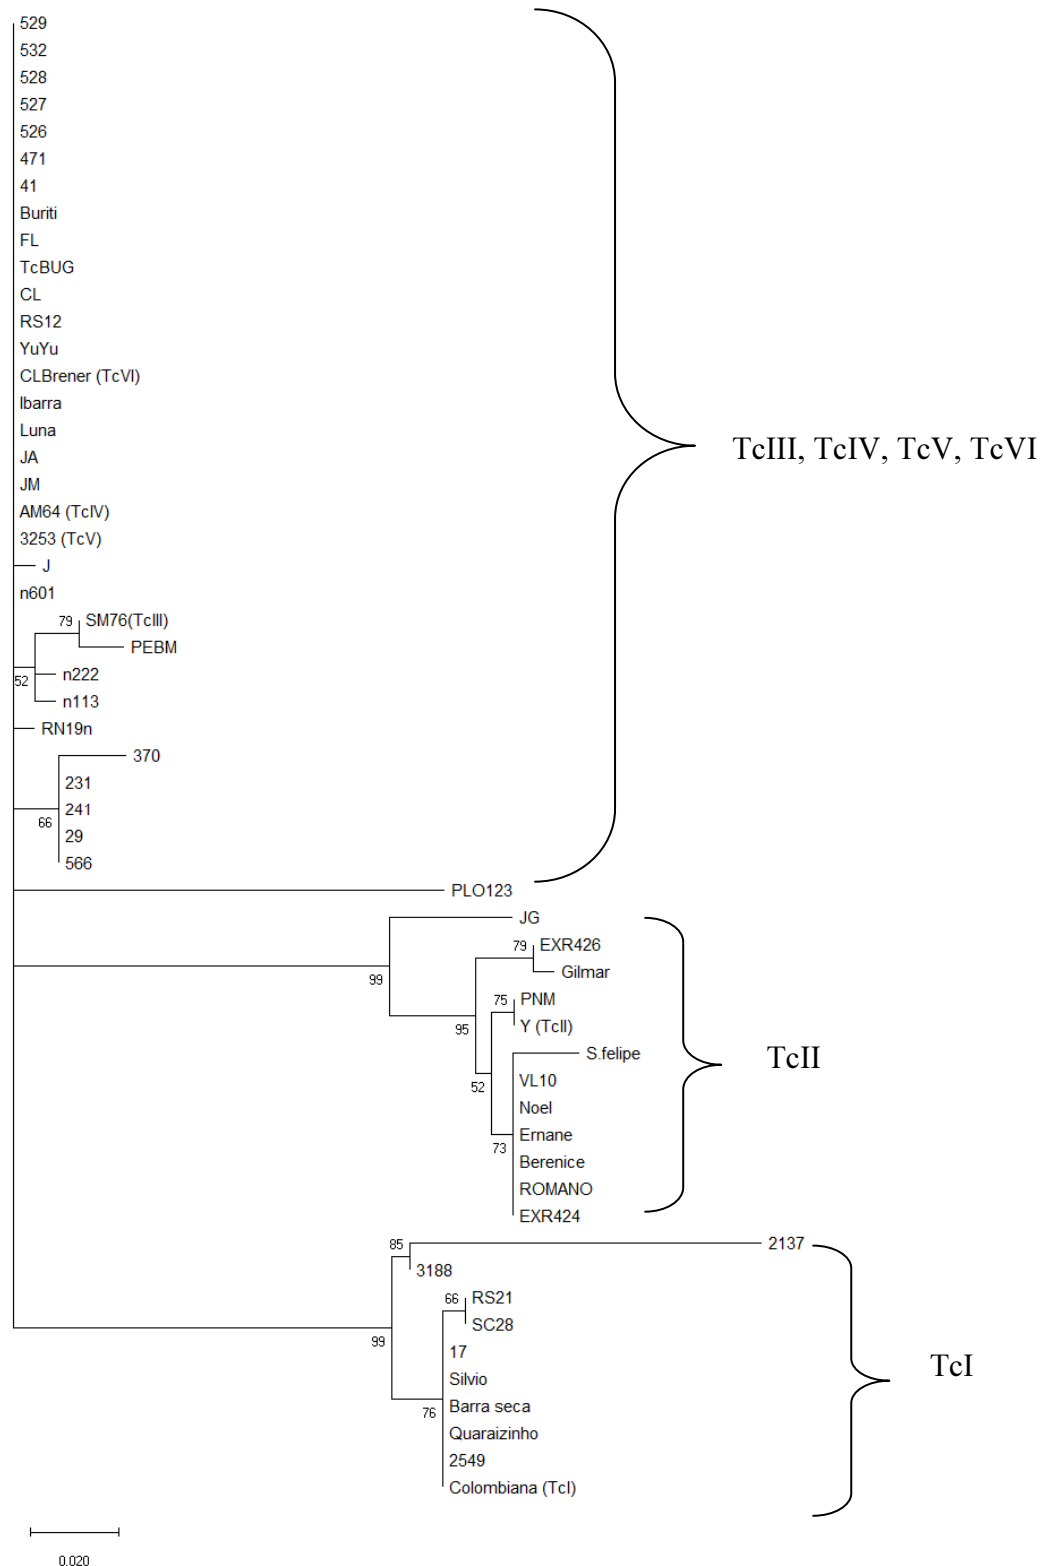 529
532
528
527
526
471
41
Buriti
FL
TcBUG
CL
RS12
YuYu
CLBrener (TcVI)
Ibarra
Luna
TcIII, TcIV, TcV, TcVI
JA
JM
AM64 (TcIV)
3253 (TcV)
J
n601
79 SM76(TcIII)
PEBM
n222
52
n113
RN19n
370
231
241
66
29
566
PLO123
JG
79 EXR426
Gilmar
99
75 PNM
Y (TcII)
95
S.felipe
TcII
VL10
52
Noel
Ernane
73
Berenice
ROMANO
EXR424
85
2137
3188
66 RS21
SC28
99
17
TcI
Silvio
Barra seca
76
Quaraizinho
2549
Colombiana (TcI)
0.020